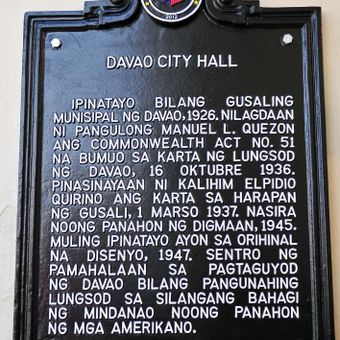 2012
DAVAO CITY HALL
IPINATAYO BILANG GUSALING
MUNISIPAL NG DAVAO, 1926. NILAGDAAN
NI PANGULONG MANUEL L. QUEZON
ANG COMMONWEALTH ACT NO. 51
NA BUMUO SA KARTA NG LUNGSOD
NG DAVAO, 16 OKTUBRE 1936.
PINASINAYAAN NI KALIHIM ELPIDIO
QUIRINO ANG KARTA SA HARAPAN
NG GUSALI, 1 MARSO 1937. NASIRA
NOONG PANAHON NG DIGMAAN, 1945.
MULING IPINATAYO AYON SA ORIHINAL
NA DISENYO, 1947. SENTRO NG
PAMAHALAAN SA PAGTAGUYOD
NG DAVAO BILANG PANGUNAHING
LUNGSOD SA SILANGANG BAHAGI
NG MINDANAO NOONG PANAHON
NG MGA AMERIKANO.